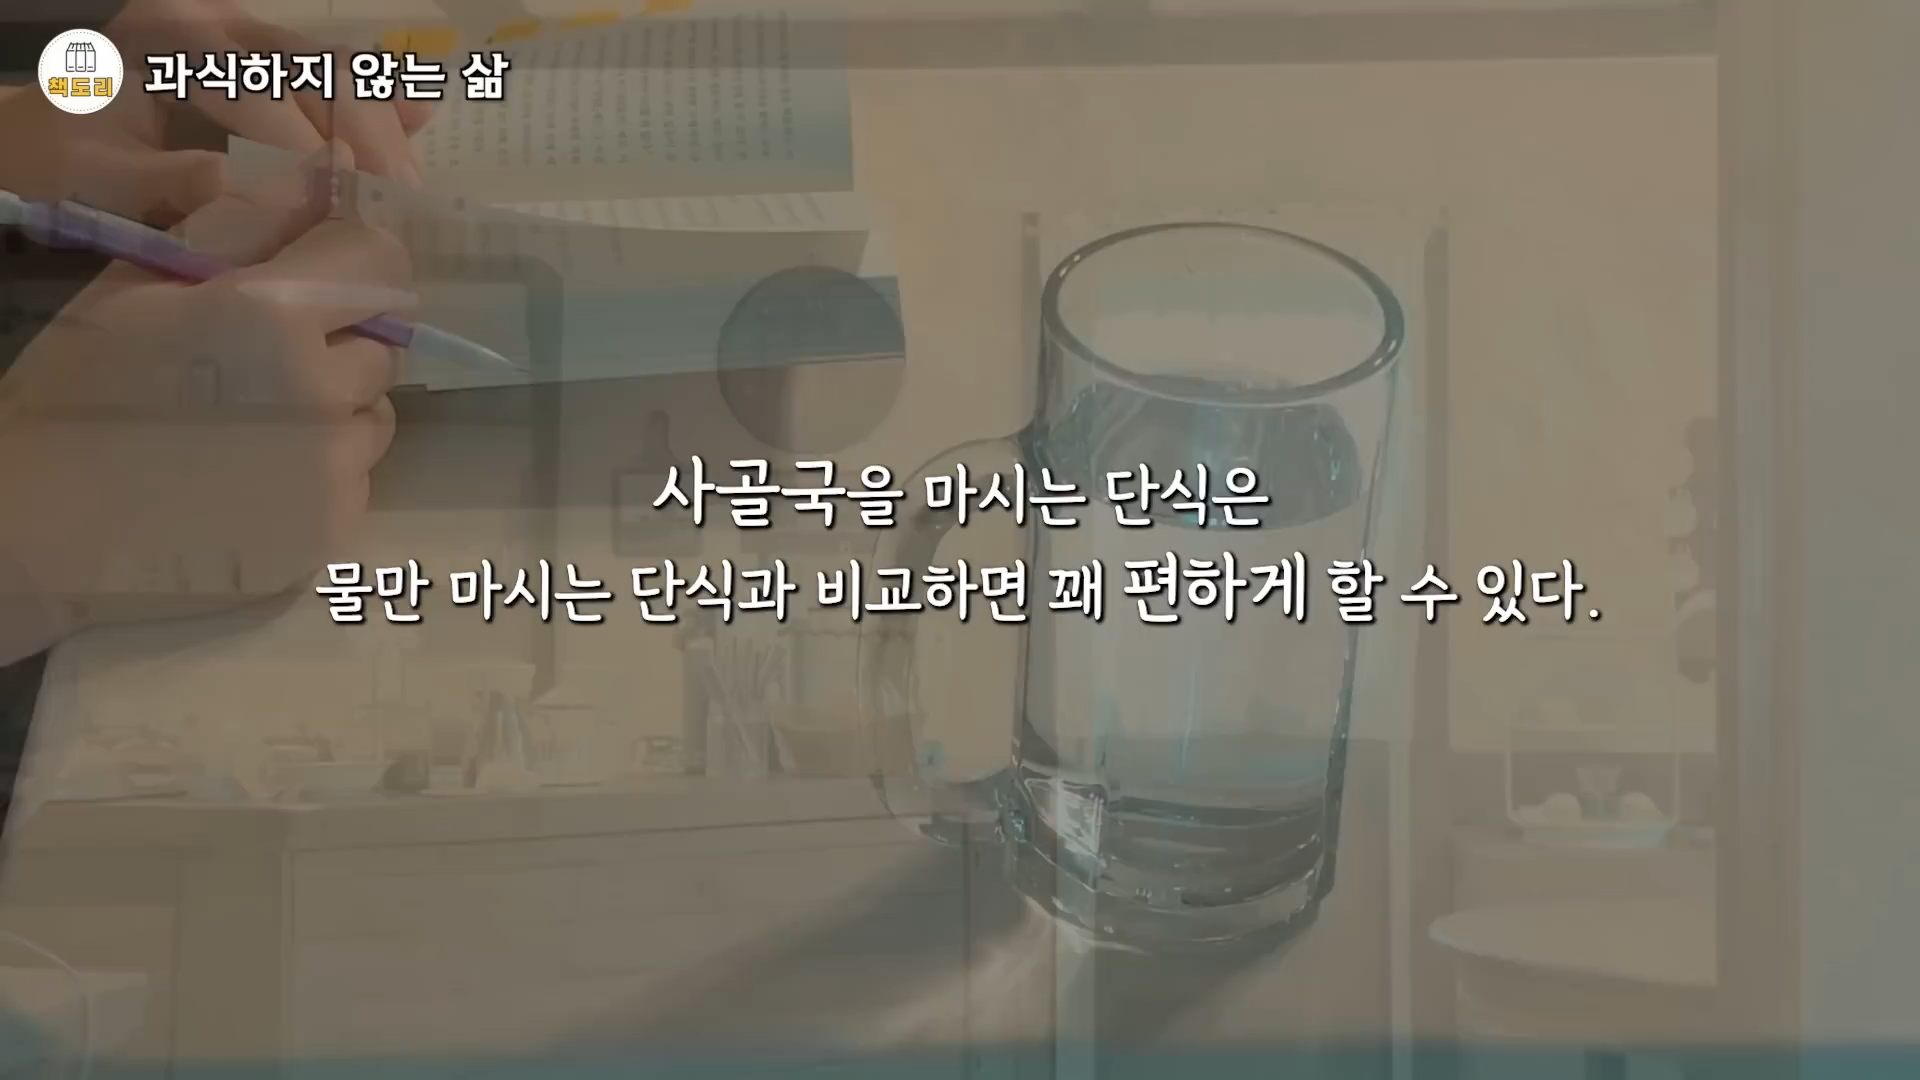 책도리
과식하지 않는 삶
사골국을 마시는 단식은
물만 마시는 단식과 비교하면 꽤 편하게 할 수 있다.